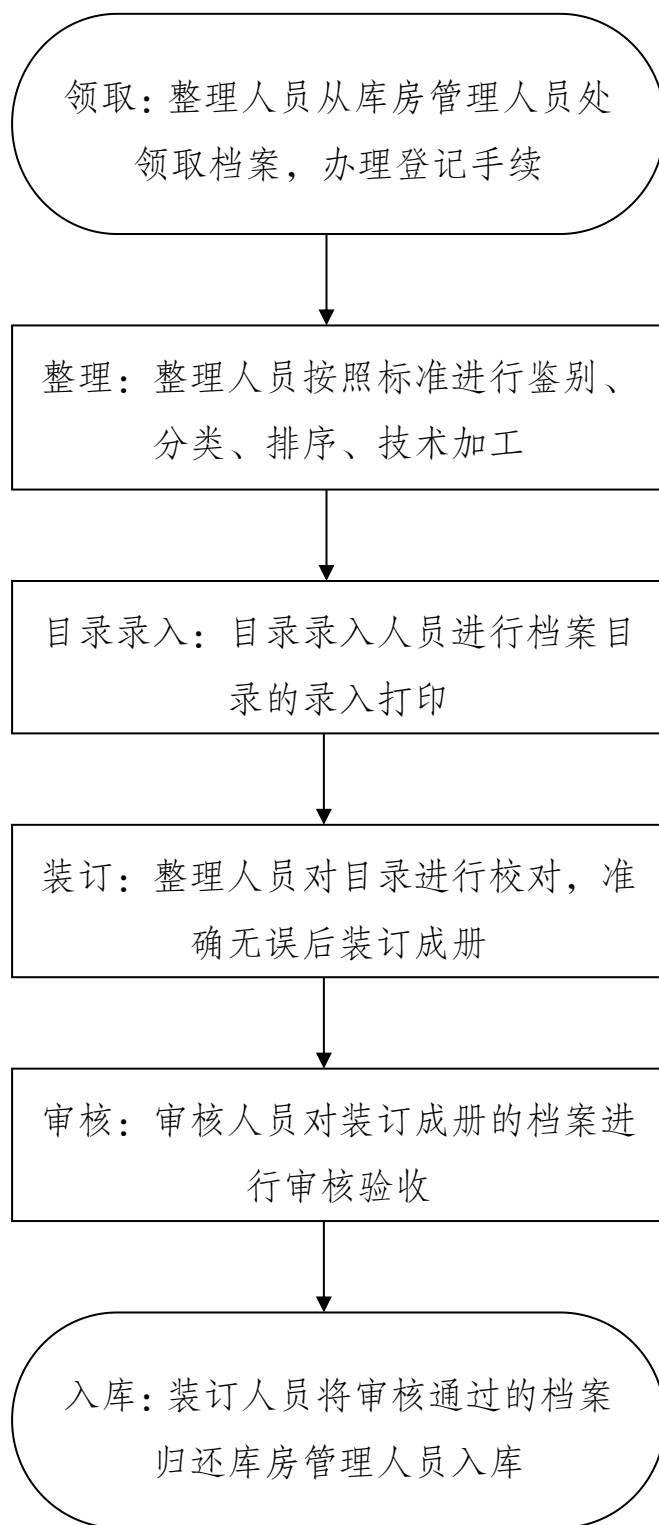 领取：整理人员从库房管理人员处
领取档案，办理登记手续
整理：整理人员按照标准进行鉴别、
分类、排序、技术加工
目录录入：目录录入人员进行档案目
录的录入打印
装订：整理人员对目录进行校对，准
确无误后装订成册
审核：审核人员对装订成册的档案进
行审核验收
入库：装订人员将审核通过的档案
归还库房管理人员入库